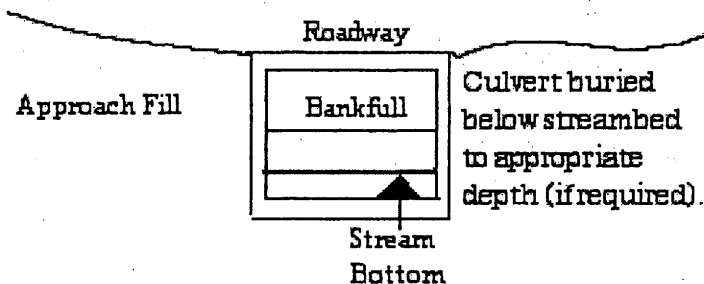 Roadway
Approach Fill
Bankfull
Culvert buried
below streambed
to appropriate
depth (if required).
Stream
Bottom